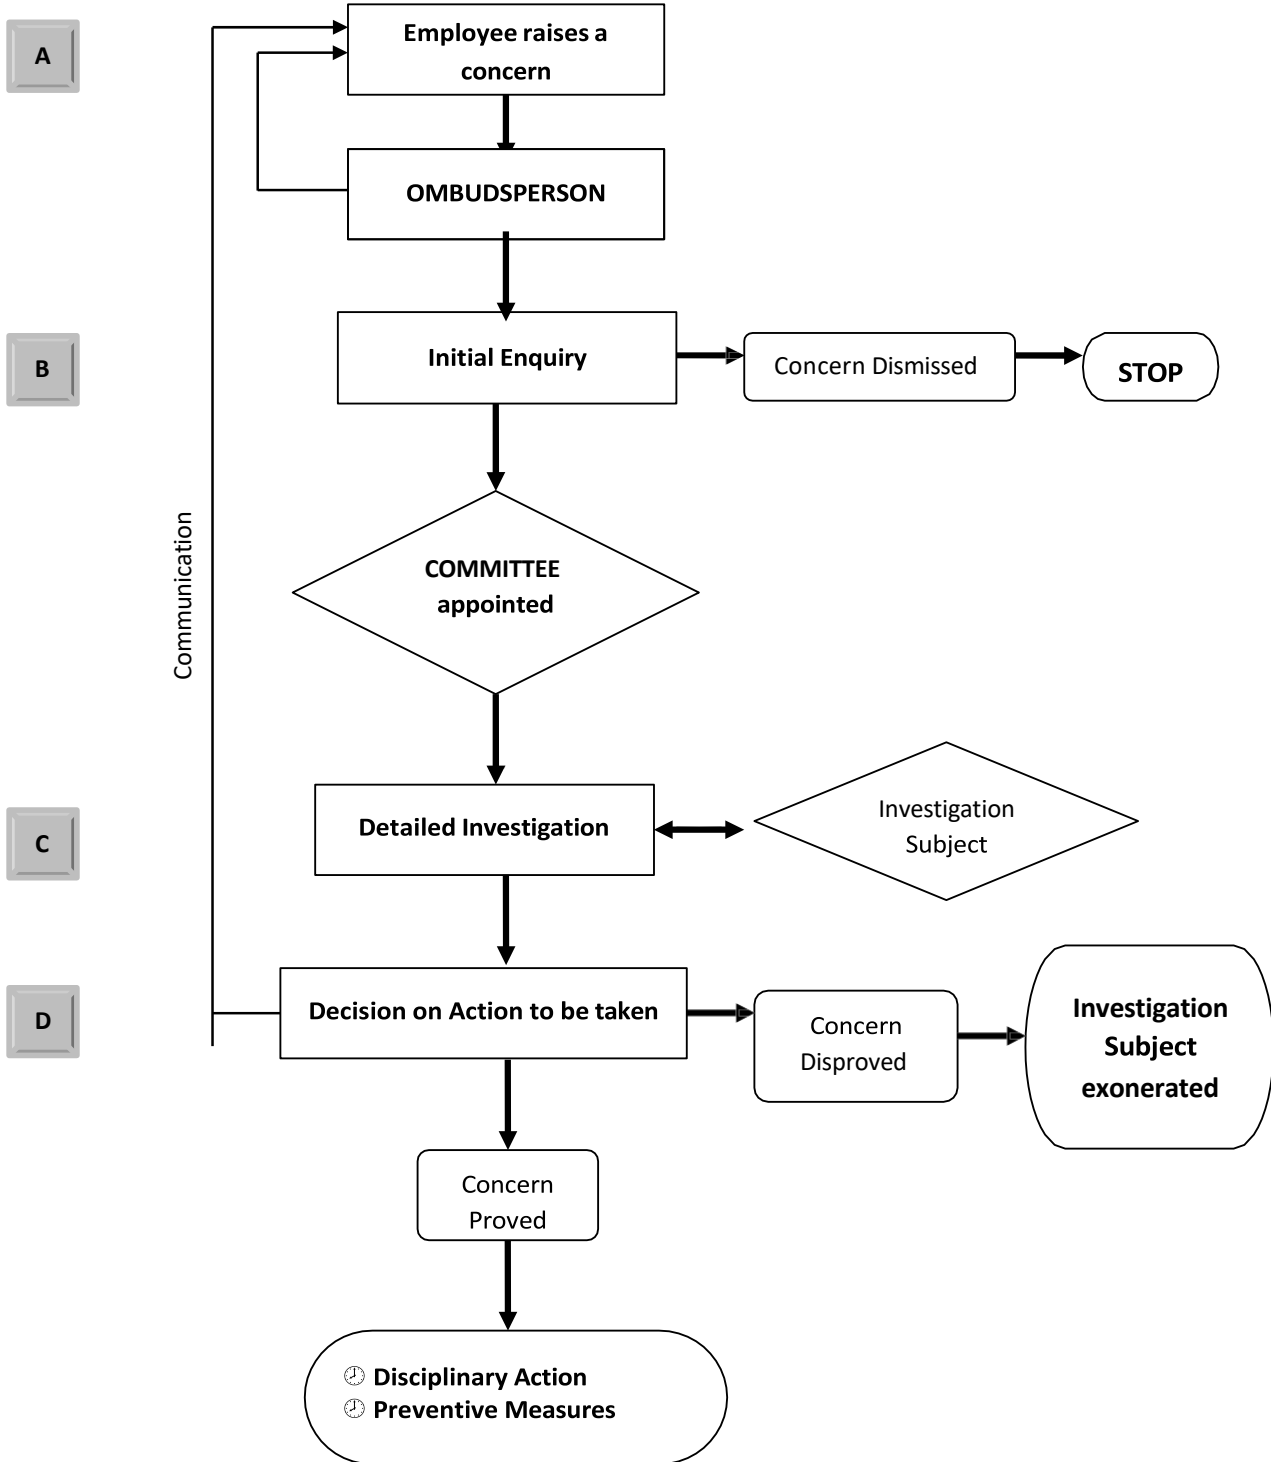 A
Employee raises a
concern
OMBUDSPERSON
B
Initial Enquiry
Concern Dismissed
STOP
Communication
COMMITTEE
appointed
C
Detailed Investigation
Investigation
Subject
D
Decision on Action to be taken
Concern
Disproved
Investigation
Subject
exonerated
Concern
Proved
Disciplinary Action
Preventive Measures